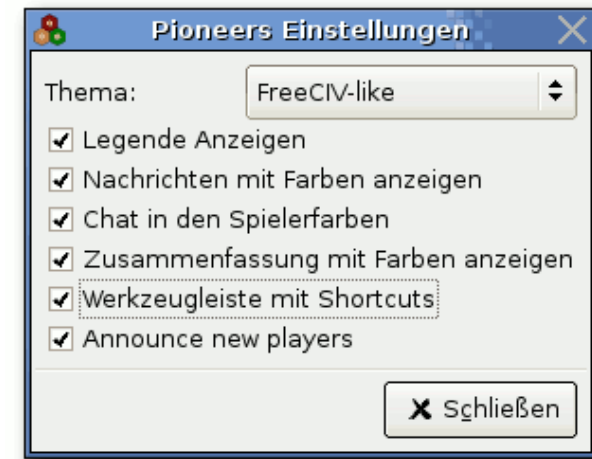 Pioneers Einstellungen
Thema: FreeCIV-like
Legende Anzeigen
Nachrichten mit Farben anzeigen
Chat in den Spielerfarben
Zusammenfassung mit Farben anzeigen
Werkzeugleiste mit Shortcuts
Announce new players
Schließen